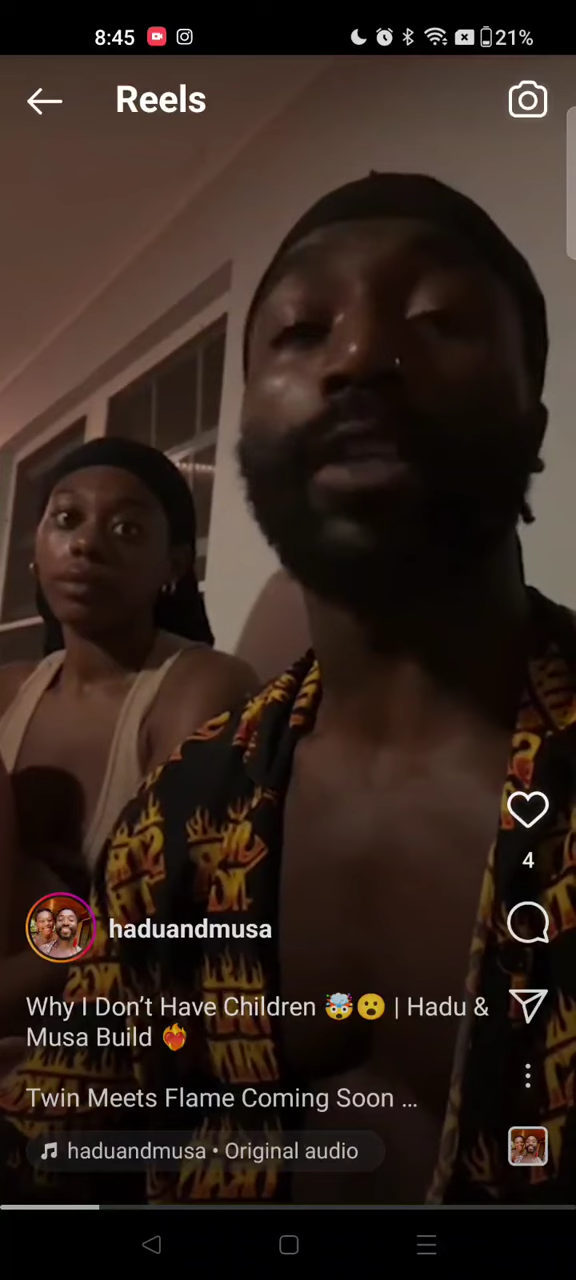 8:45
21%
Reels
4
haduandmusa
Why I Don't Have Children 🤯😮 | Hadu &
Musa Build ❤️‍🔥
Twin Meets Flame Coming Soon ...
haduandmusa • Original audio